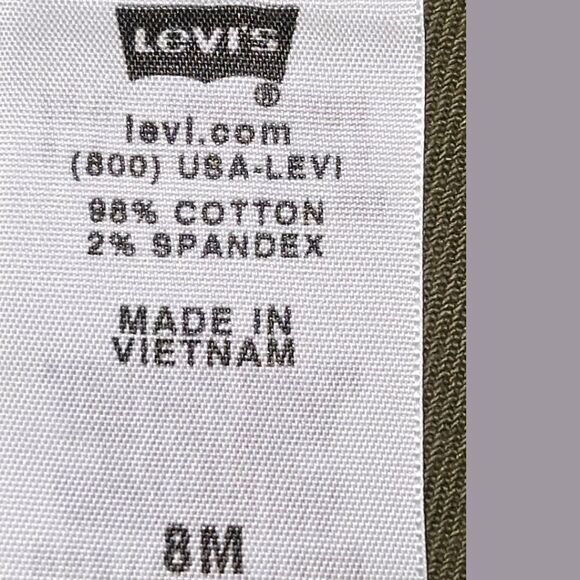 LEVI'S
®
levi.com
(800) USA-LEVI
98% COTTON
2% SPANDEX
MADE IN
VIETNAM
8M